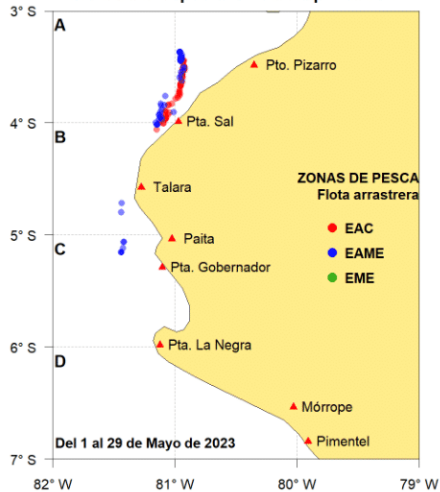 3° S
A
Pto. Pizarro
4° S
Pta. Sal
B
ZONAS DE PESCA
Flota arrastrera
Talara
EAC
EAME
EME
5° S
Paita
C
Pta. Gobernador
6° S
Pta. La Negra
D
Mórrope
Del 1 al 29 de Mayo de 2023
Pimentel
7° S
82° W
81° W
80° W
79° W